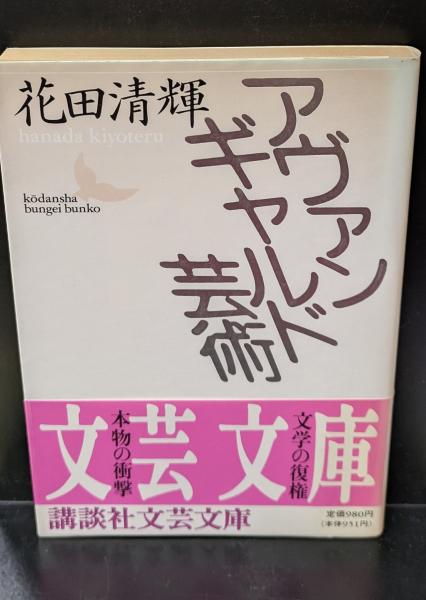 花田清輝
hanada kiyoteru
アヴァン
ギャルド
芸術
kōdansha
bungei bunko
文芸文庫
文学の復権
本物の衝撃
講談社文芸文庫
定価980円
(本体951円)